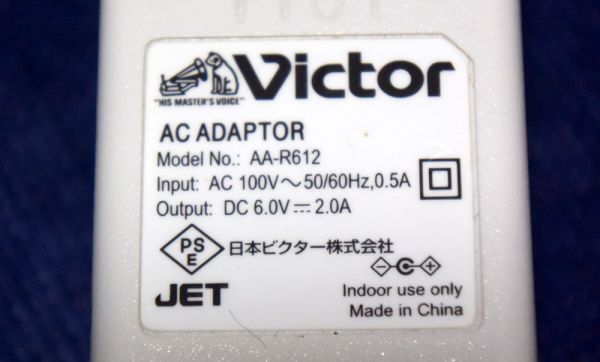 Victor
"HIS MASTER'S VOICE"
AC ADAPTOR
Model No.: AA-R612
Input: AC 100V～50/60Hz,0.5A
Output: DC 6.0V⎓2.0A
PS
E
日本ビクター株式会社
JET
Indoor use only
Made in China